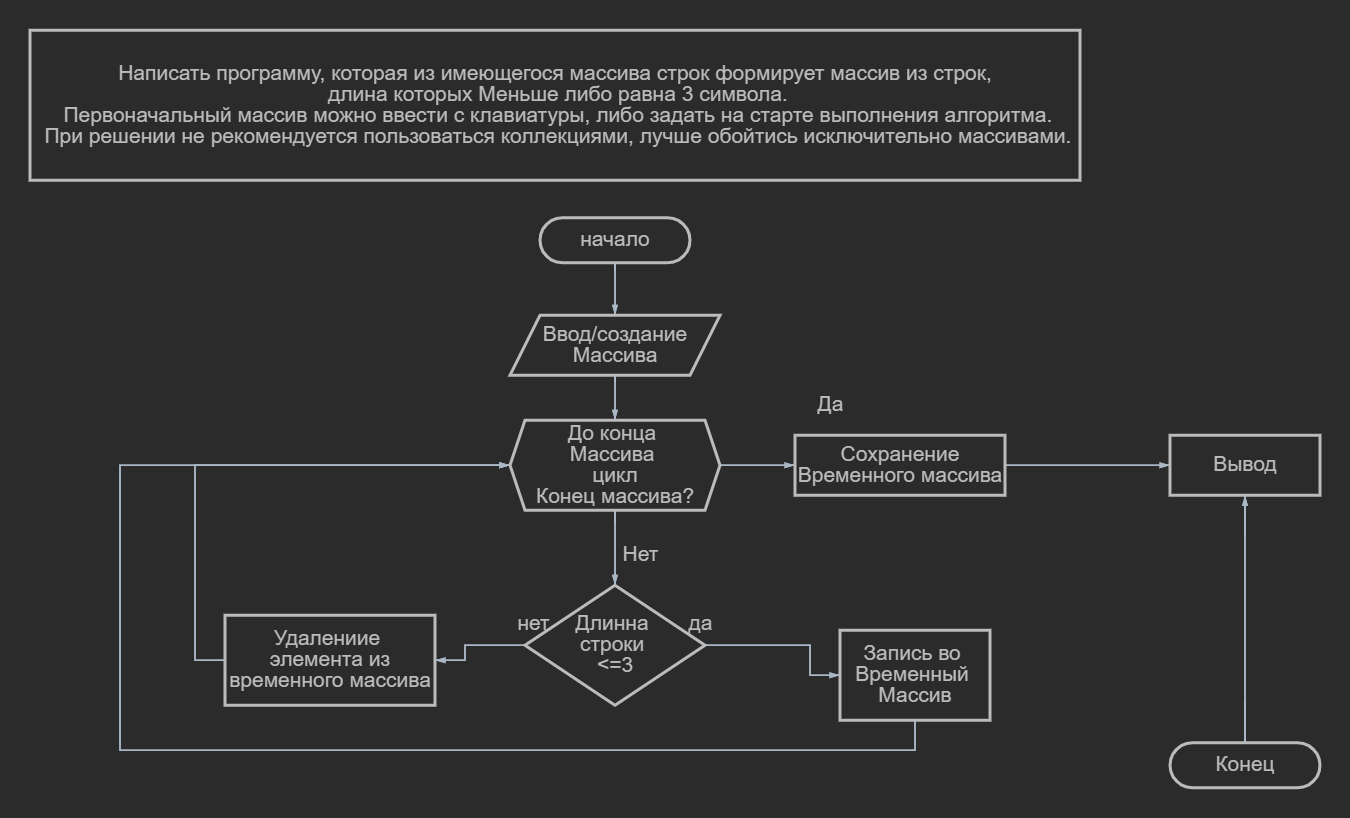 Написать программу, которая из имеющегося массива строк формирует массив из строк,
длина которых Меньше либо равна 3 символа.
Первоначальный массив можно ввести с клавиатуры, либо задать на старте выполнения алгоритма.
При решении не рекомендуется пользоваться коллекциями, лучше обойтись исключительно массивами.
начало
Ввод/создание
Массива
Да
До конца
Массива
цикл
Конец массива?
Сохранение
Временного массива
Вывод
Нет
нет
Длинна
строки
<=3
да
Удалениие
элемента из
временного массива
Запись во
Временный
Массив
Конец